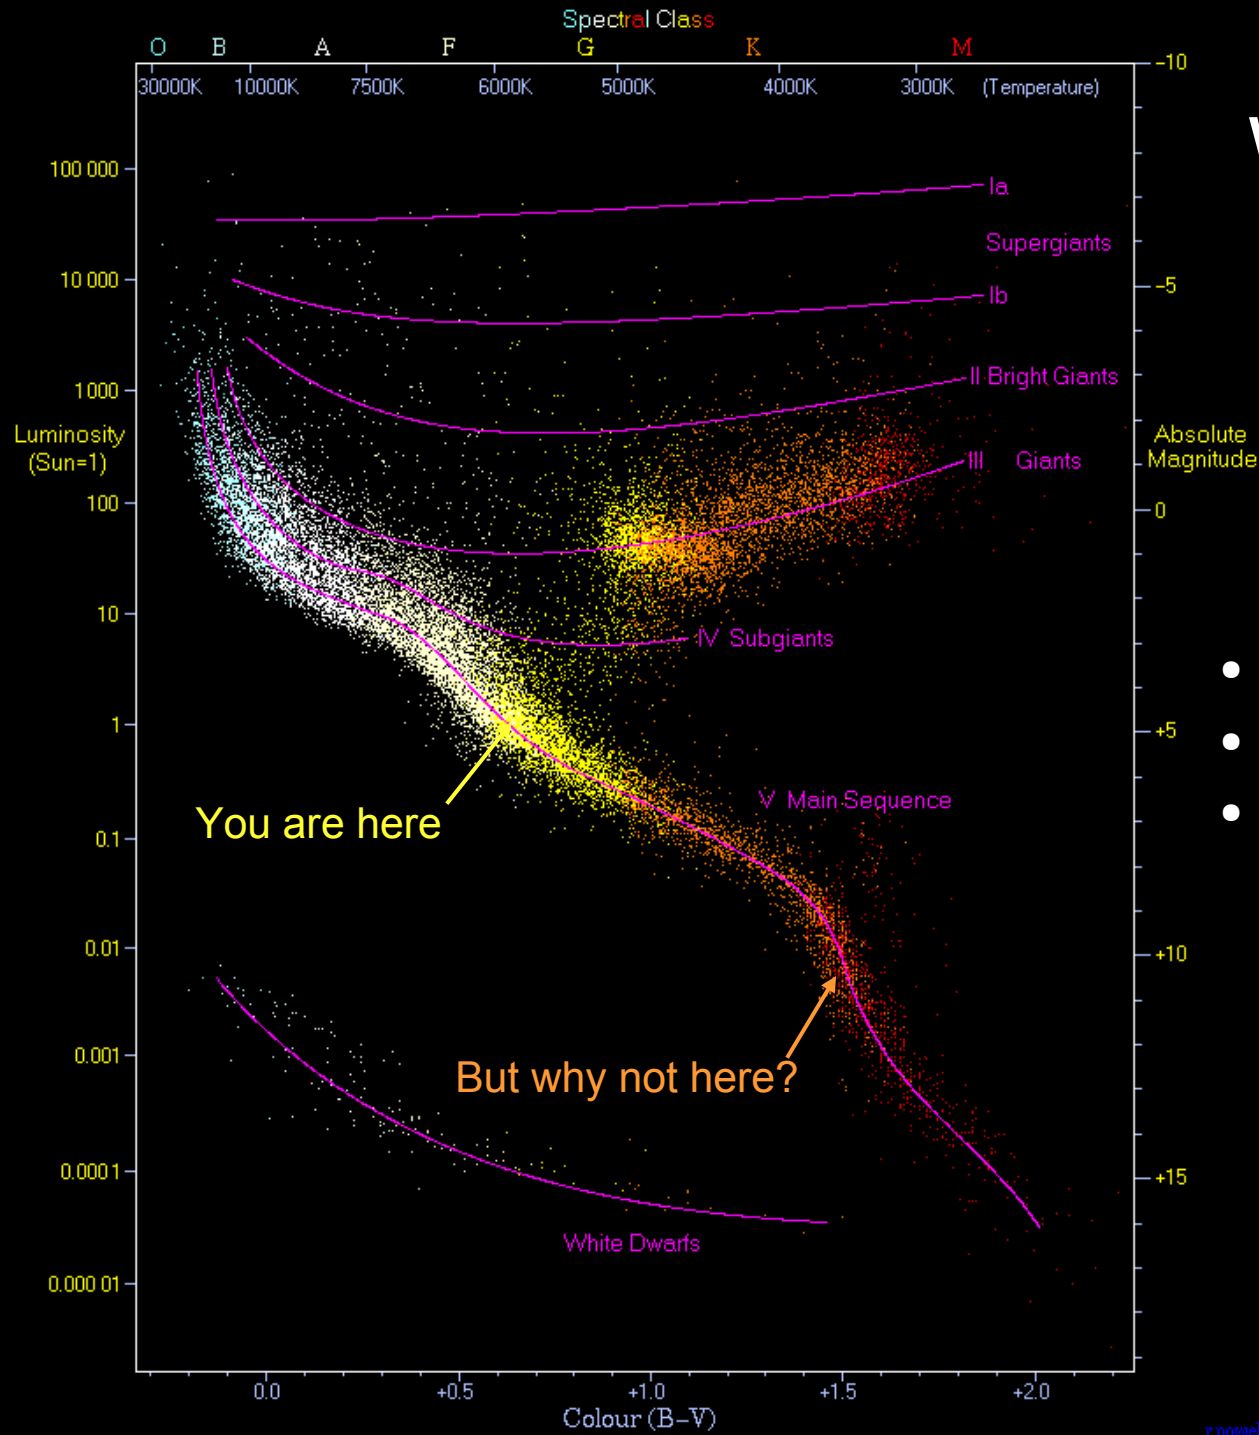 Spectral Class
O B A F G K M
30000K 10000K 7500K 6000K 5000K 4000K 3000K (Temperature)
-10
100 000
Ia
Supergiants
10 000
Ib
-5
1000
II Bright Giants
Luminosity
(Sun=1)
Absolute
Magnitude
III Giants
100
0
10
IV Subgiants
1
+5
V Main Sequence
You are here
0.1
0.01
+10
0.001
But why not here?
0.0001
+15
White Dwarfs
0.000 01
0.0 +0.5 +1.0 +1.5 +2.0
Colour (B-V)